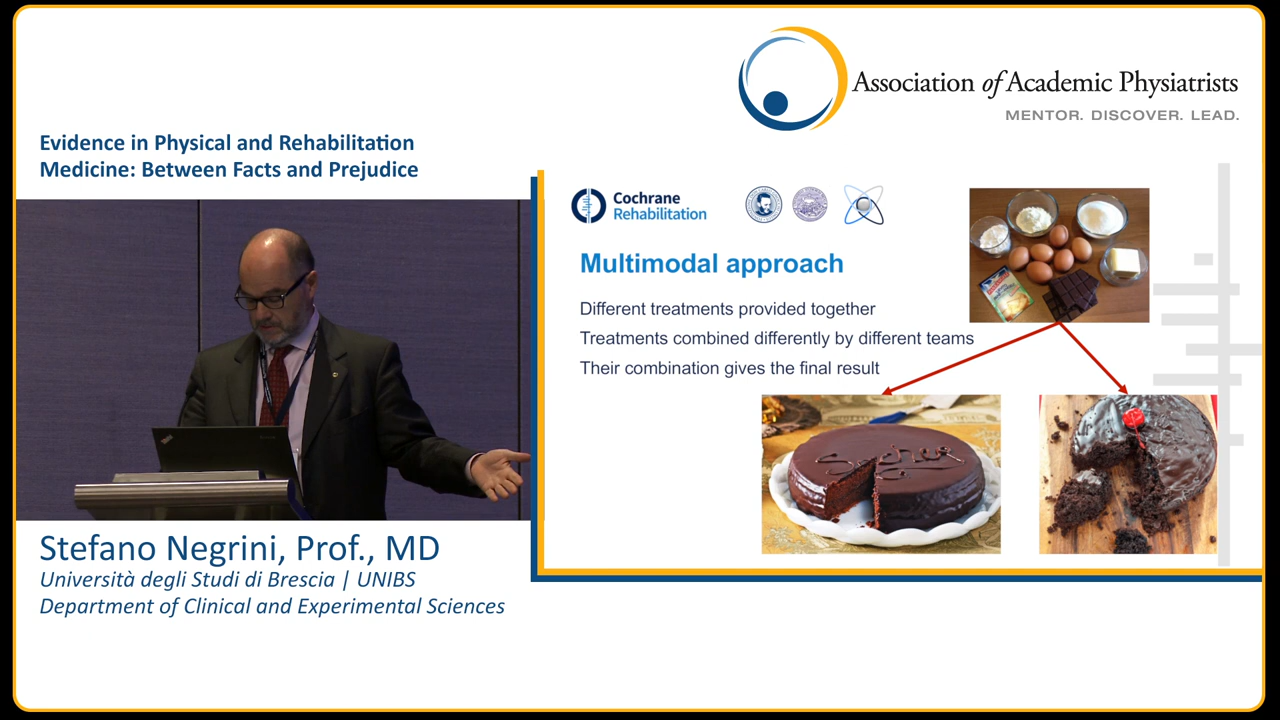 Association of Academic Physiatrists
MENTOR. DISCOVER. LEAD.
Evidence in Physical and Rehabilitation
Medicine: Between Facts and Prejudice
Cochrane
Rehabilitation
Multimodal approach
Different treatments provided together
Treatments combined differently by different teams
Their combination gives the final result
Sacher
Stefano Negrini, Prof., MD
Università degli Studi di Brescia | UNIBS
Department of Clinical and Experimental Sciences